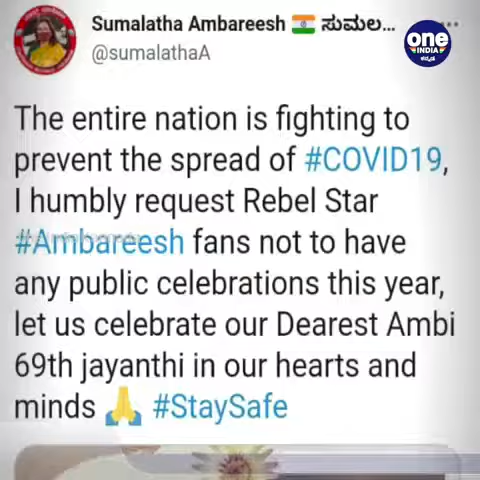 Sumalatha Ambareesh 🇮🇳 ಸುಮಲ...
@sumalathaA
one
INDIA
ಕನ್ನಡ
The entire nation is fighting to
prevent the spread of #COVID19,
I humbly request Rebel Star
#Ambareesh fans not to have
any public celebrations this year,
let us celebrate our Dearest Ambi
69th jayanthi in our hearts and
minds 🙏 #StaySafe